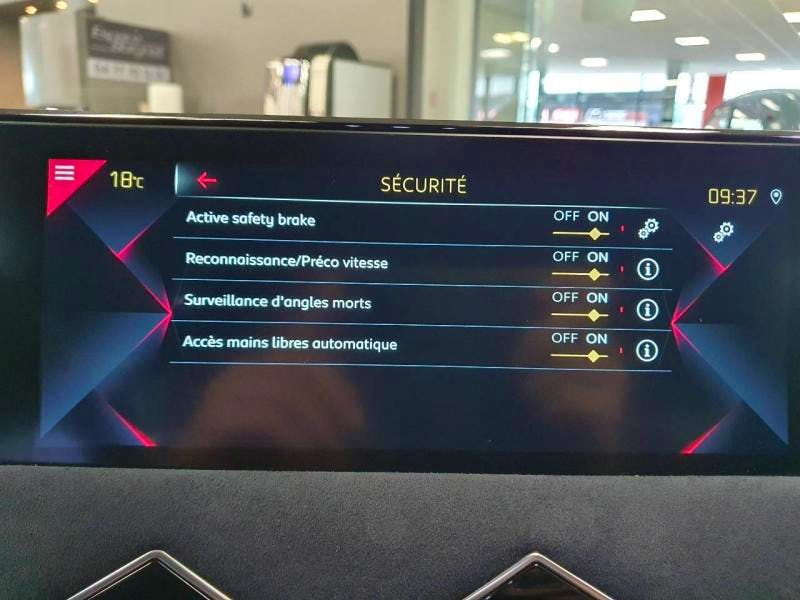 18°C
SÉCURITÉ
09:37
Active safety brake OFF ON
Reconnaissance/Préco vitesse OFF ON
Surveillance d'angles morts OFF ON
Accès mains libres automatique OFF ON